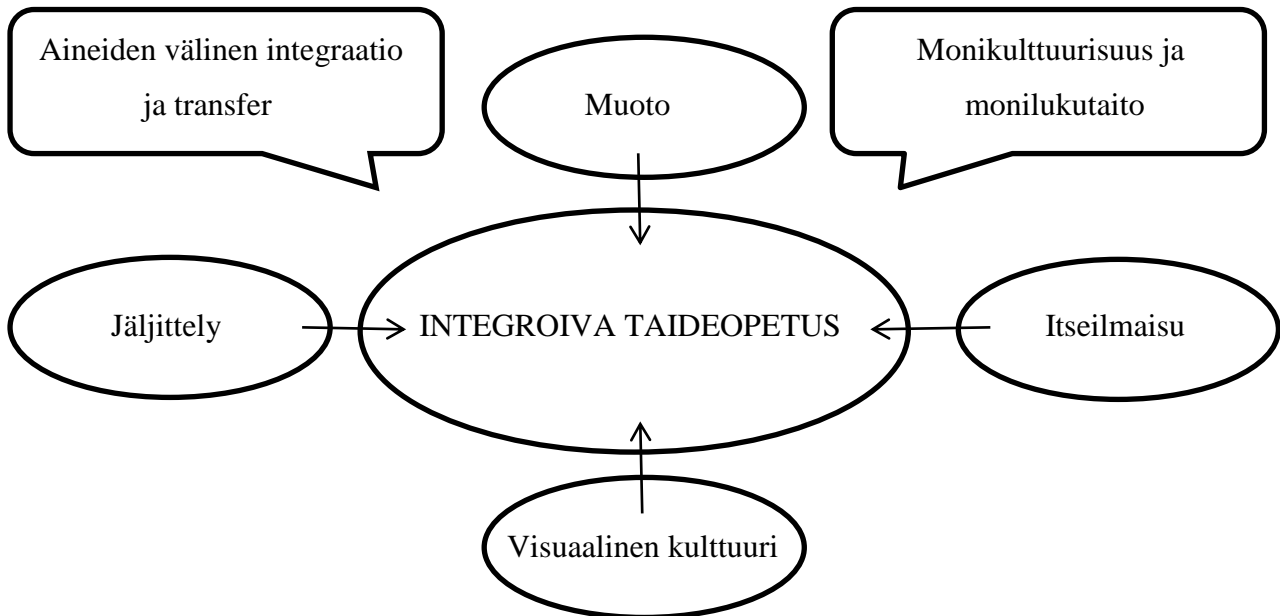 Aineiden välinen integraatio
ja transfer
Muoto
Monikulttuurisuus ja
monilukutaito
Jäljittely
INTEGROIVA TAIDEOPETUS
Itseilmaisu
Visuaalinen kulttuuri